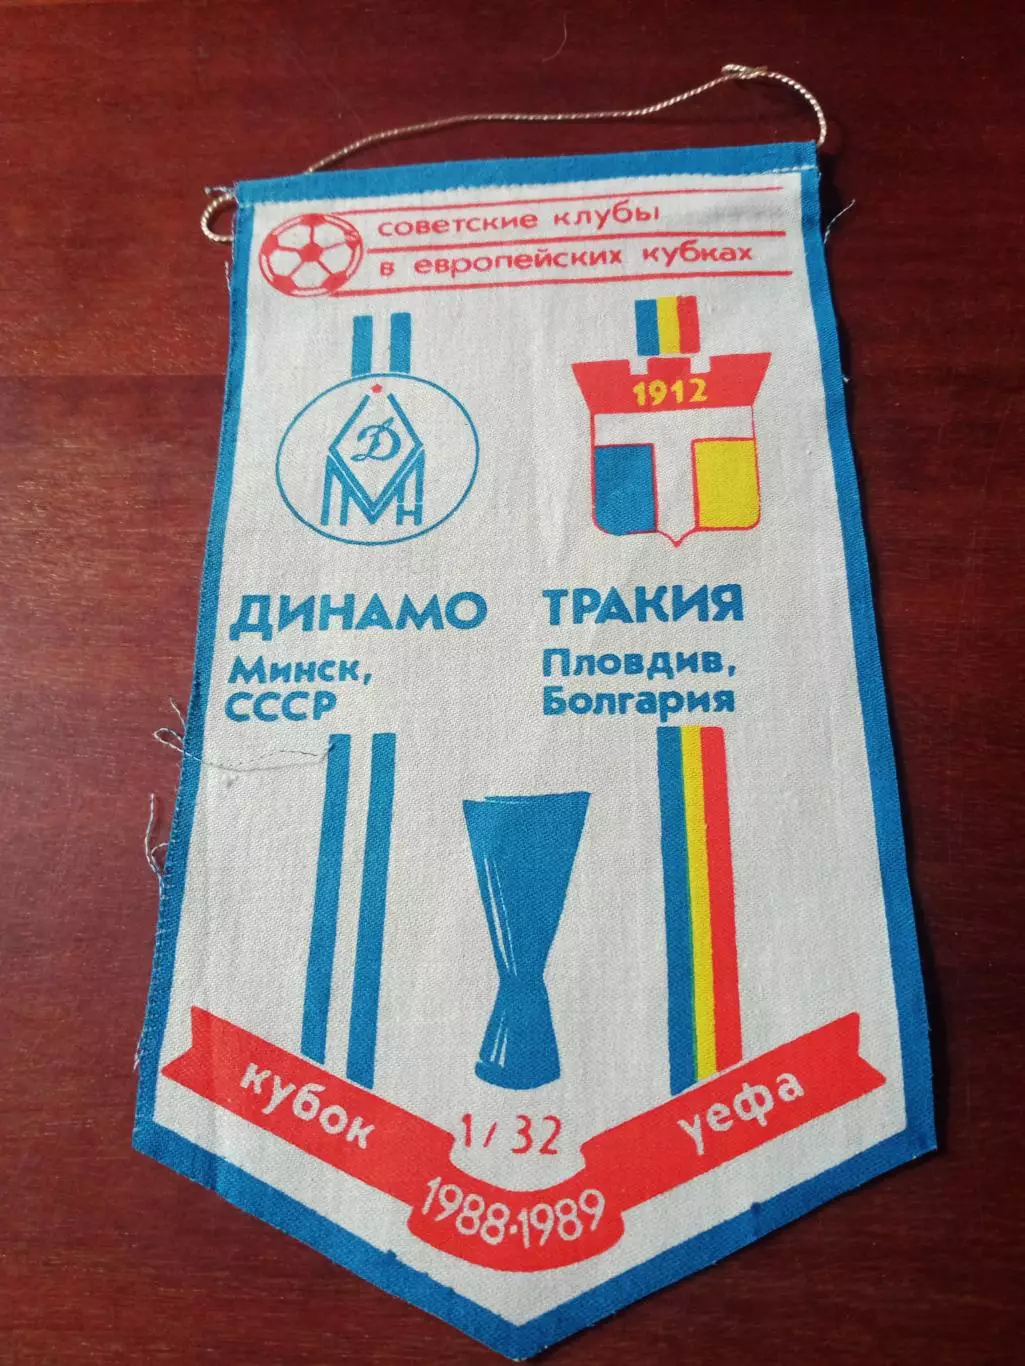 советские клубы
в европейских кубках
Д
1912
ДИНАМО
Минск,
СССР
ТРАКИЯ
Пловдив,
Болгария
кубок
1/32
уефа
1988·1989